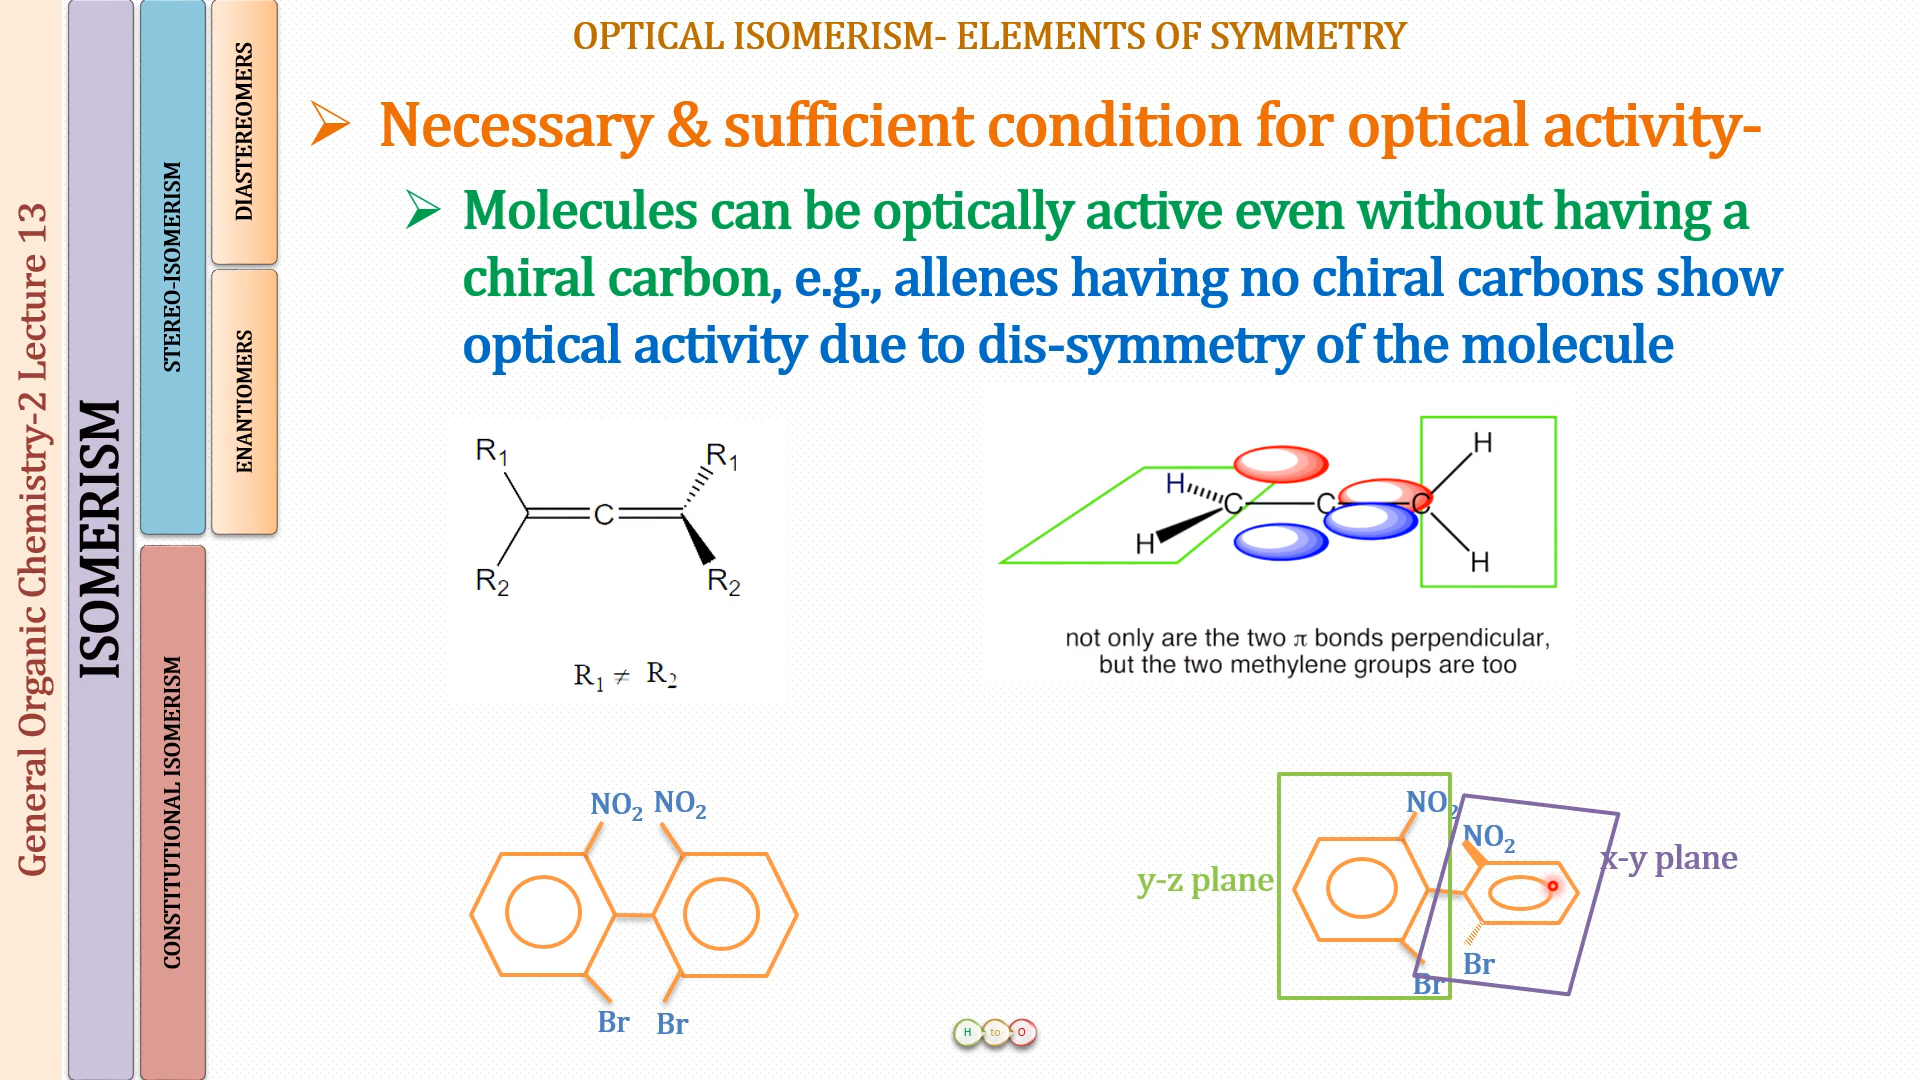 OPTICAL ISOMERISM- ELEMENTS OF SYMMETRY
General Organic Chemistry-2 Lecture 13
ISOMERISM
STEREO-ISOMERISM
CONSTITUTIONAL ISOMERISM
DIASTEREOMERS
ENANTIOMERS
Necessary & sufficient condition for optical activity-
Molecules can be optically active even without having a
chiral carbon, e.g., allenes having no chiral carbons show
optical activity due to dis-symmetry of the molecule
R1 R1
C
R2 R2
R1 ≠ R2
H H
C C C
H H
not only are the two π bonds perpendicular,
but the two methylene groups are too
NO2 NO2
Br Br
NO2
NO2
y-z plane
x-y plane
Br
Br
H to O